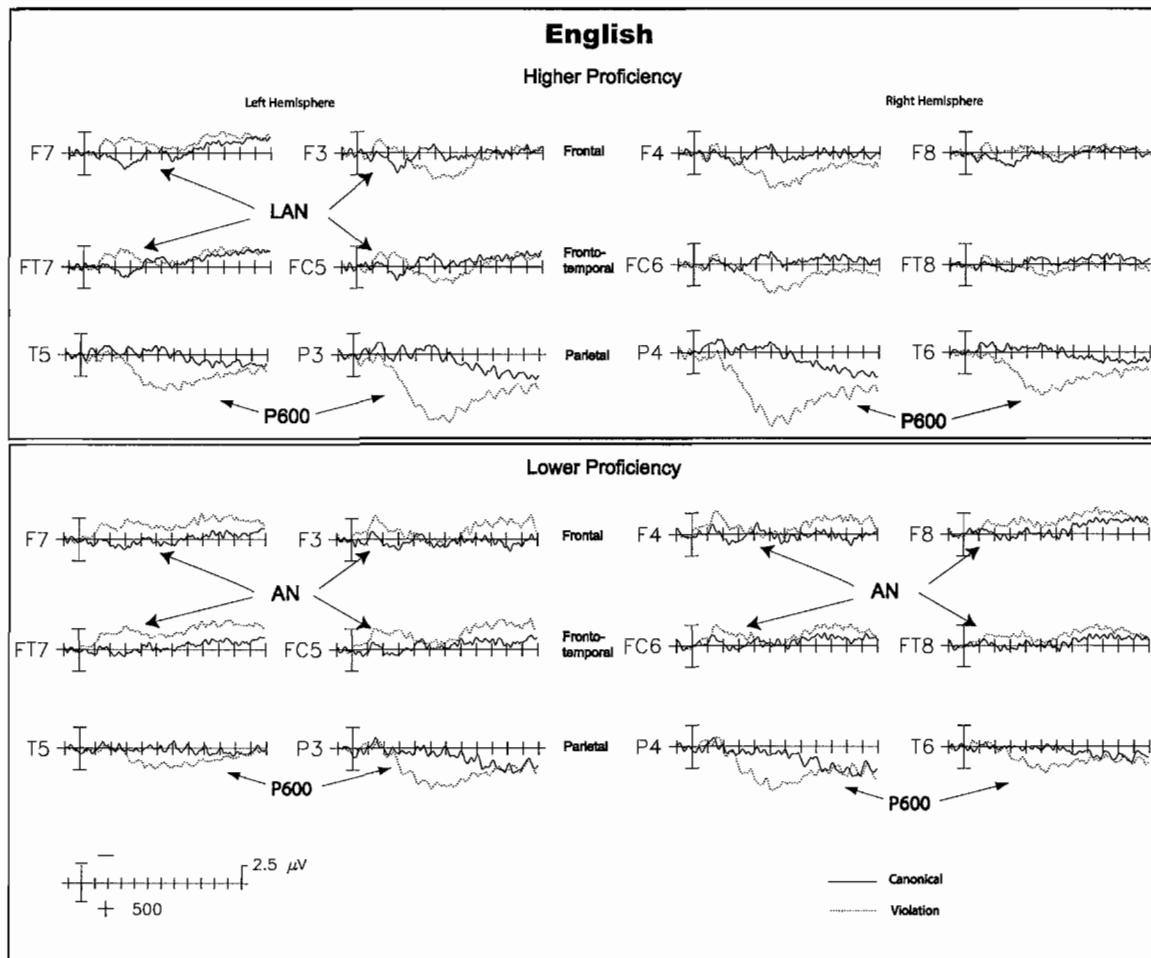 English
Higher Proficiency
Left Hemisphere Right Hemisphere
F7 F3 Frontal F4 F8
LAN
FT7 FC5 Fronto-
temporal FC6 FT8
T5 P3 Parietal P4 T6
P600 P600
Lower Proficiency
F7 F3 Frontal F4 F8
AN AN
FT7 FC5 Fronto-
temporal FC6 FT8
T5 P3 Parietal P4 T6
P600 P600
− 2.5 μV
+ 500
Canonical
Violation